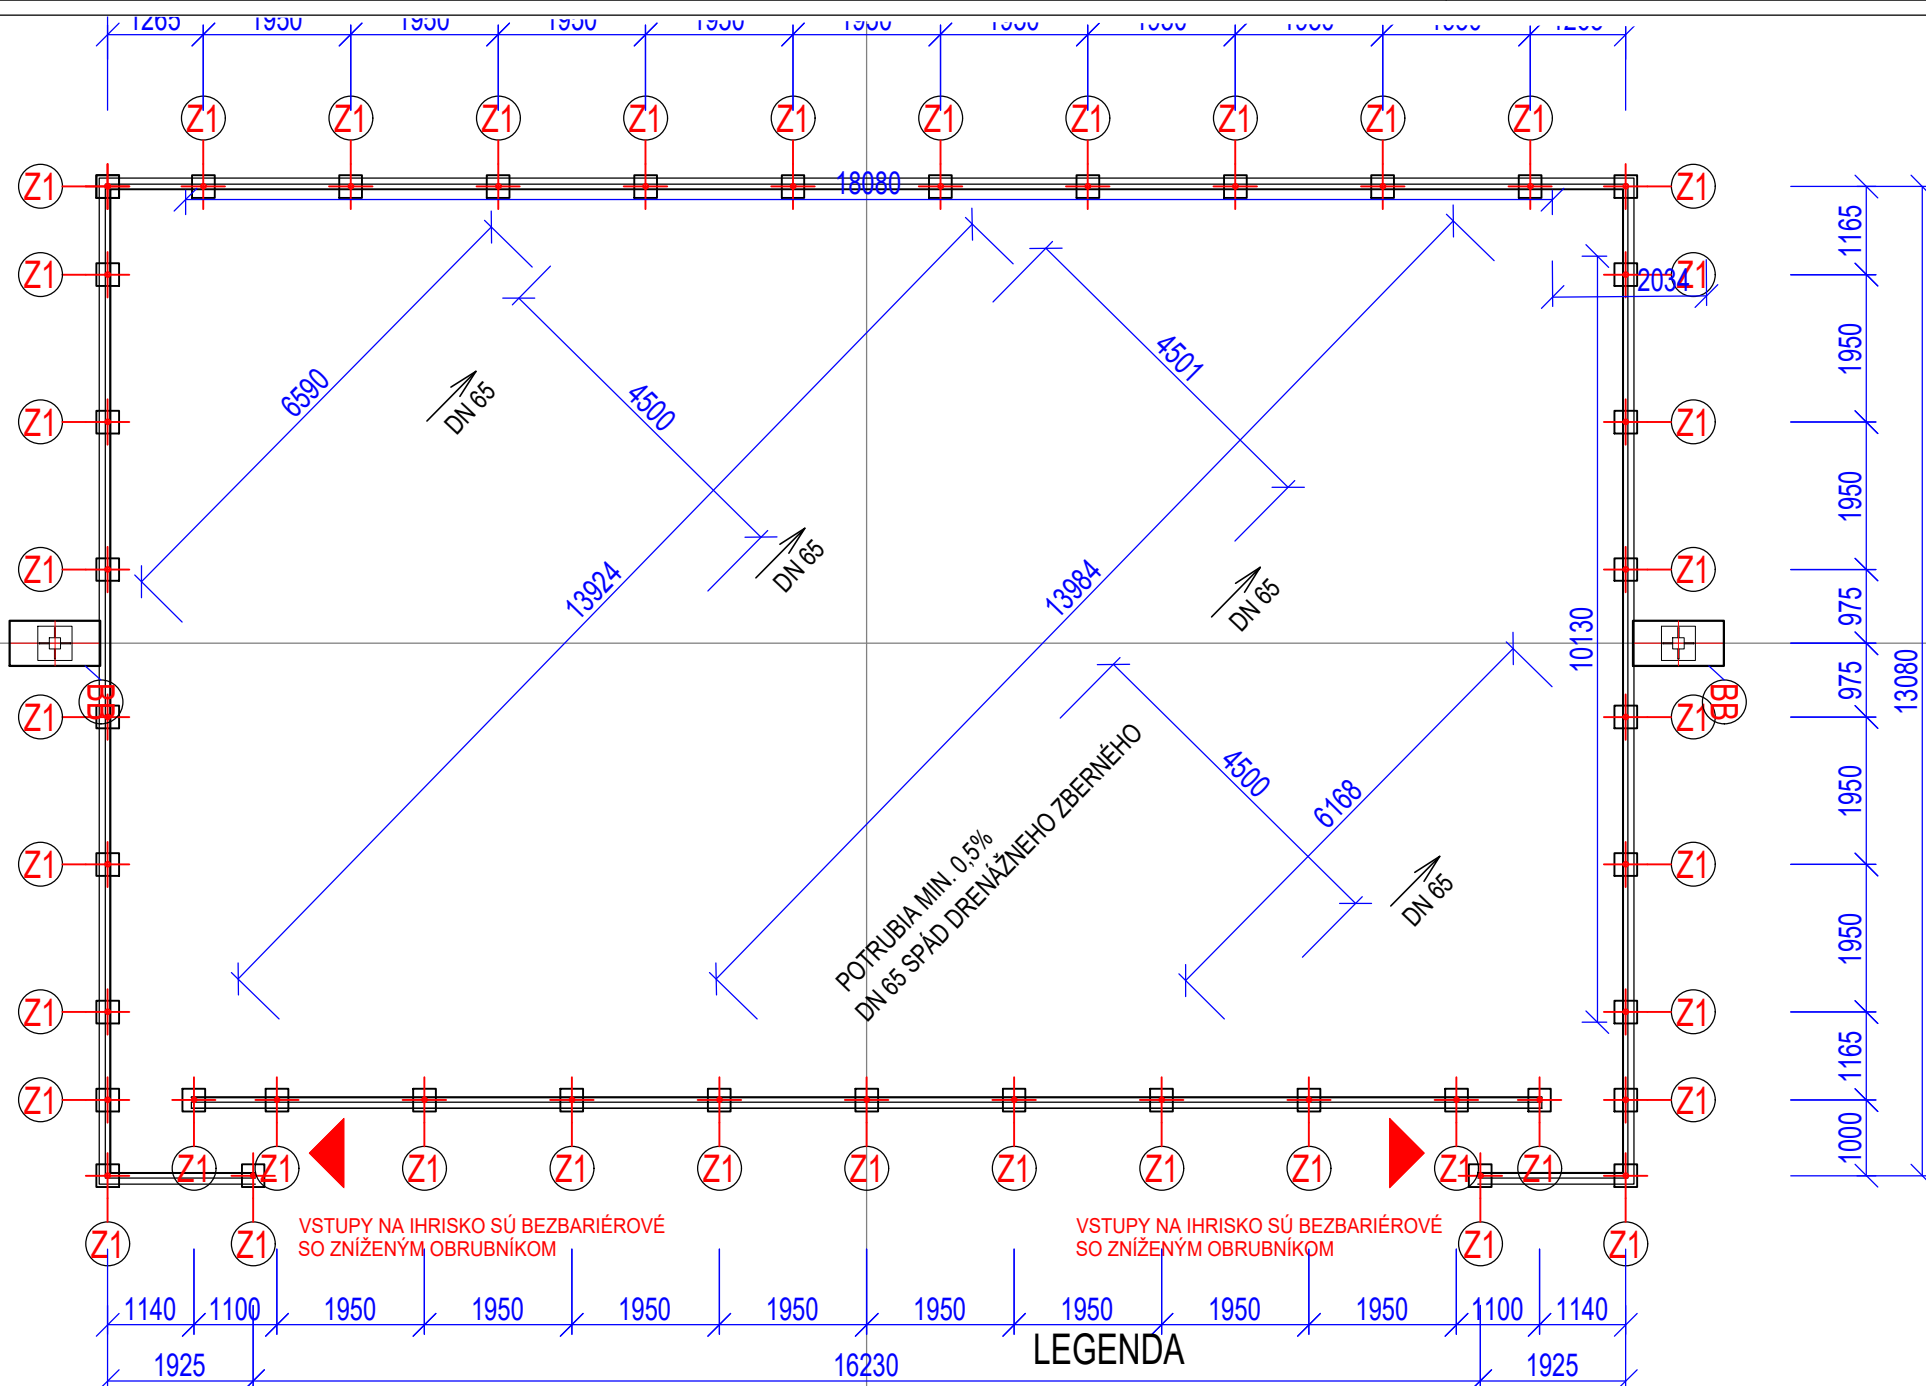 1265 1950 1950 1950 1950 1950 1950 1950 1950 1950 1265
Z1 Z1 Z1 Z1 Z1 Z1 Z1 Z1 Z1 Z1
Z1 18080 Z1
1165
Z1 2034 Z1
1950
6590 4500 4501
DN 65
Z1 Z1
1950
DN 65
Z1 13924 13984 DN 65 Z1
975
10130
975
13080
BB BB
Z1 Z1
4500 6168
1950
Z1 Z1
POTRUBIA MIN. 0,5%
DN 65 SPÁD DRENÁŽNEHO ZBERNÉHO
DN 65
1950
Z1 Z1
1165
Z1 Z1
1000
Z1 Z1 Z1 Z1 Z1 Z1 Z1 Z1 Z1 Z1 Z1
VSTUPY NA IHRISKO SÚ BEZBARIÉROVÉ
SO ZNÍŽENÝM OBRUBNÍKOM
VSTUPY NA IHRISKO SÚ BEZBARIÉROVÉ
SO ZNÍŽENÝM OBRUBNÍKOM
Z1 Z1 Z1 Z1
1140 1100 1950 1950 1950 1950 1950 1950 1950 1950 1100 1140
LEGENDA
1925 16230 1925